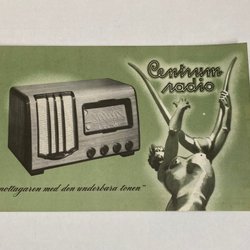 Centrum
radio
mottagaren med den underbara tonen"